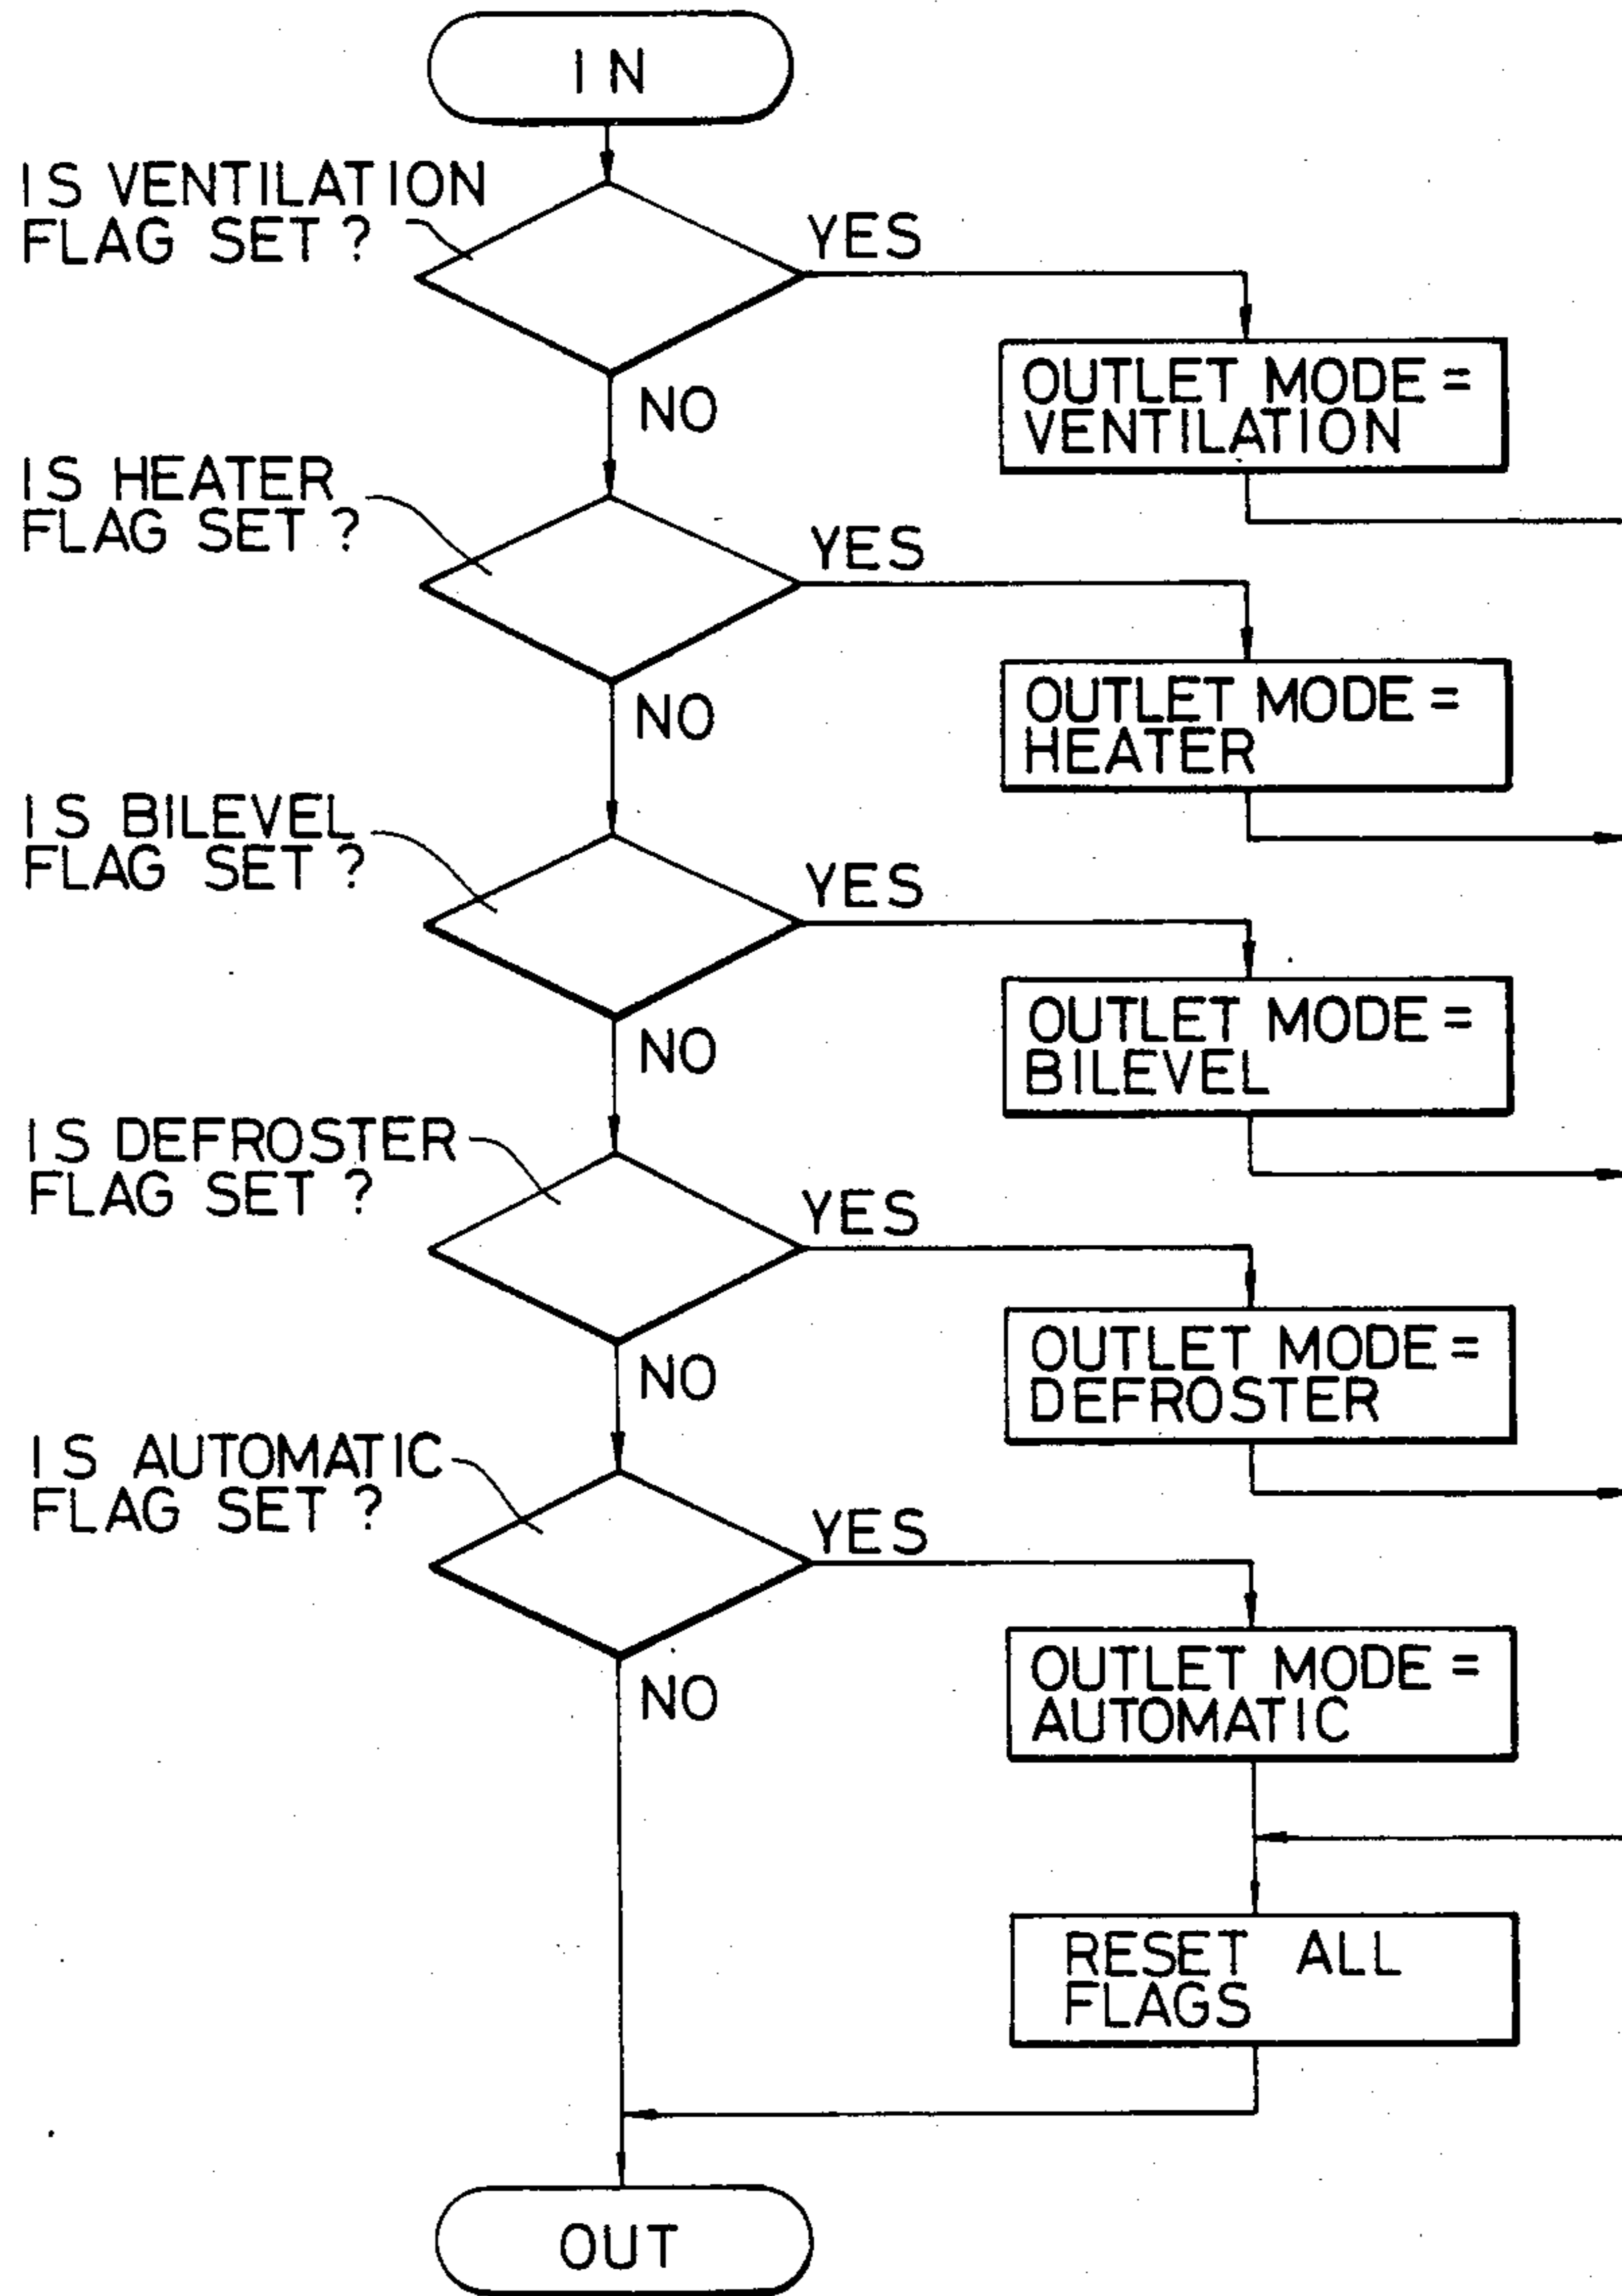 IN
IS VENTILATION
FLAG SET ?
YES
OUTLET MODE =
VENTILATION
NO
IS HEATER
FLAG SET ?
YES
OUTLET MODE =
HEATER
NO
IS BILEVEL
FLAG SET ?
YES
OUTLET MODE =
BILEVEL
NO
IS DEFROSTER
FLAG SET ?
YES
OUTLET MODE =
DEFROSTER
NO
IS AUTOMATIC
FLAG SET ?
YES
OUTLET MODE =
AUTOMATIC
NO
RESET ALL
FLAGS
OUT